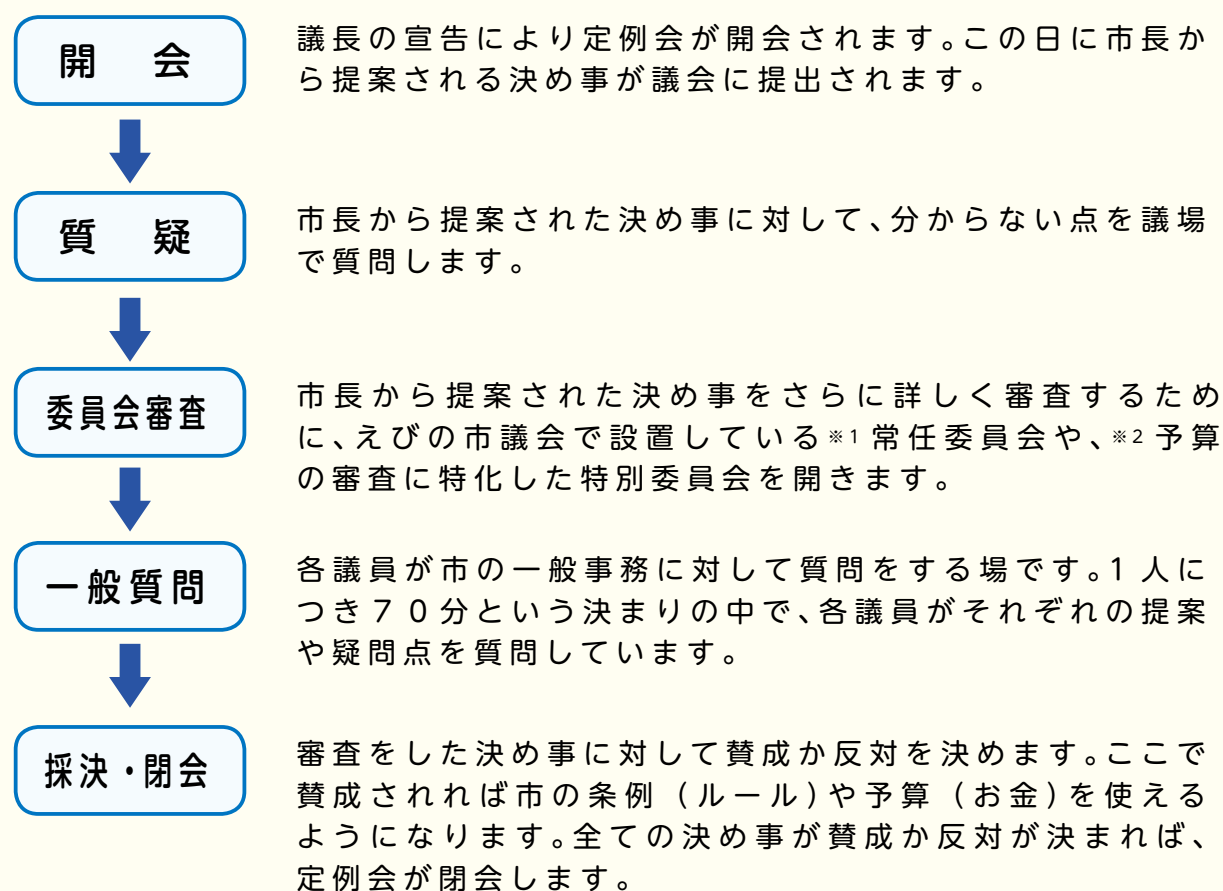 開　会
議長の宣告により定例会が開会されます。この日に市長か
ら提案される決め事が議会に提出されます。
質　疑
市長から提案された決め事に対して、分からない点を議場
で質問します。
委員会審査
市長から提案された決め事をさらに詳しく審査するため
に、えびの市議会で設置している※1 常任委員会や、※2 予算
の審査に特化した特別委員会を開きます。
一般質問
各議員が市の一般事務に対して質問をする場です。1 人に
つき７０分という決まりの中で、各議員がそれぞれの提案
や疑問点を質問しています。
採決・閉会
審査をした決め事に対して賛成か反対を決めます。ここで
賛成されれば市の条例（ルール）や予算（お金）を使える
ようになります。全ての決め事が賛成か反対が決まれば、
定例会が閉会します。